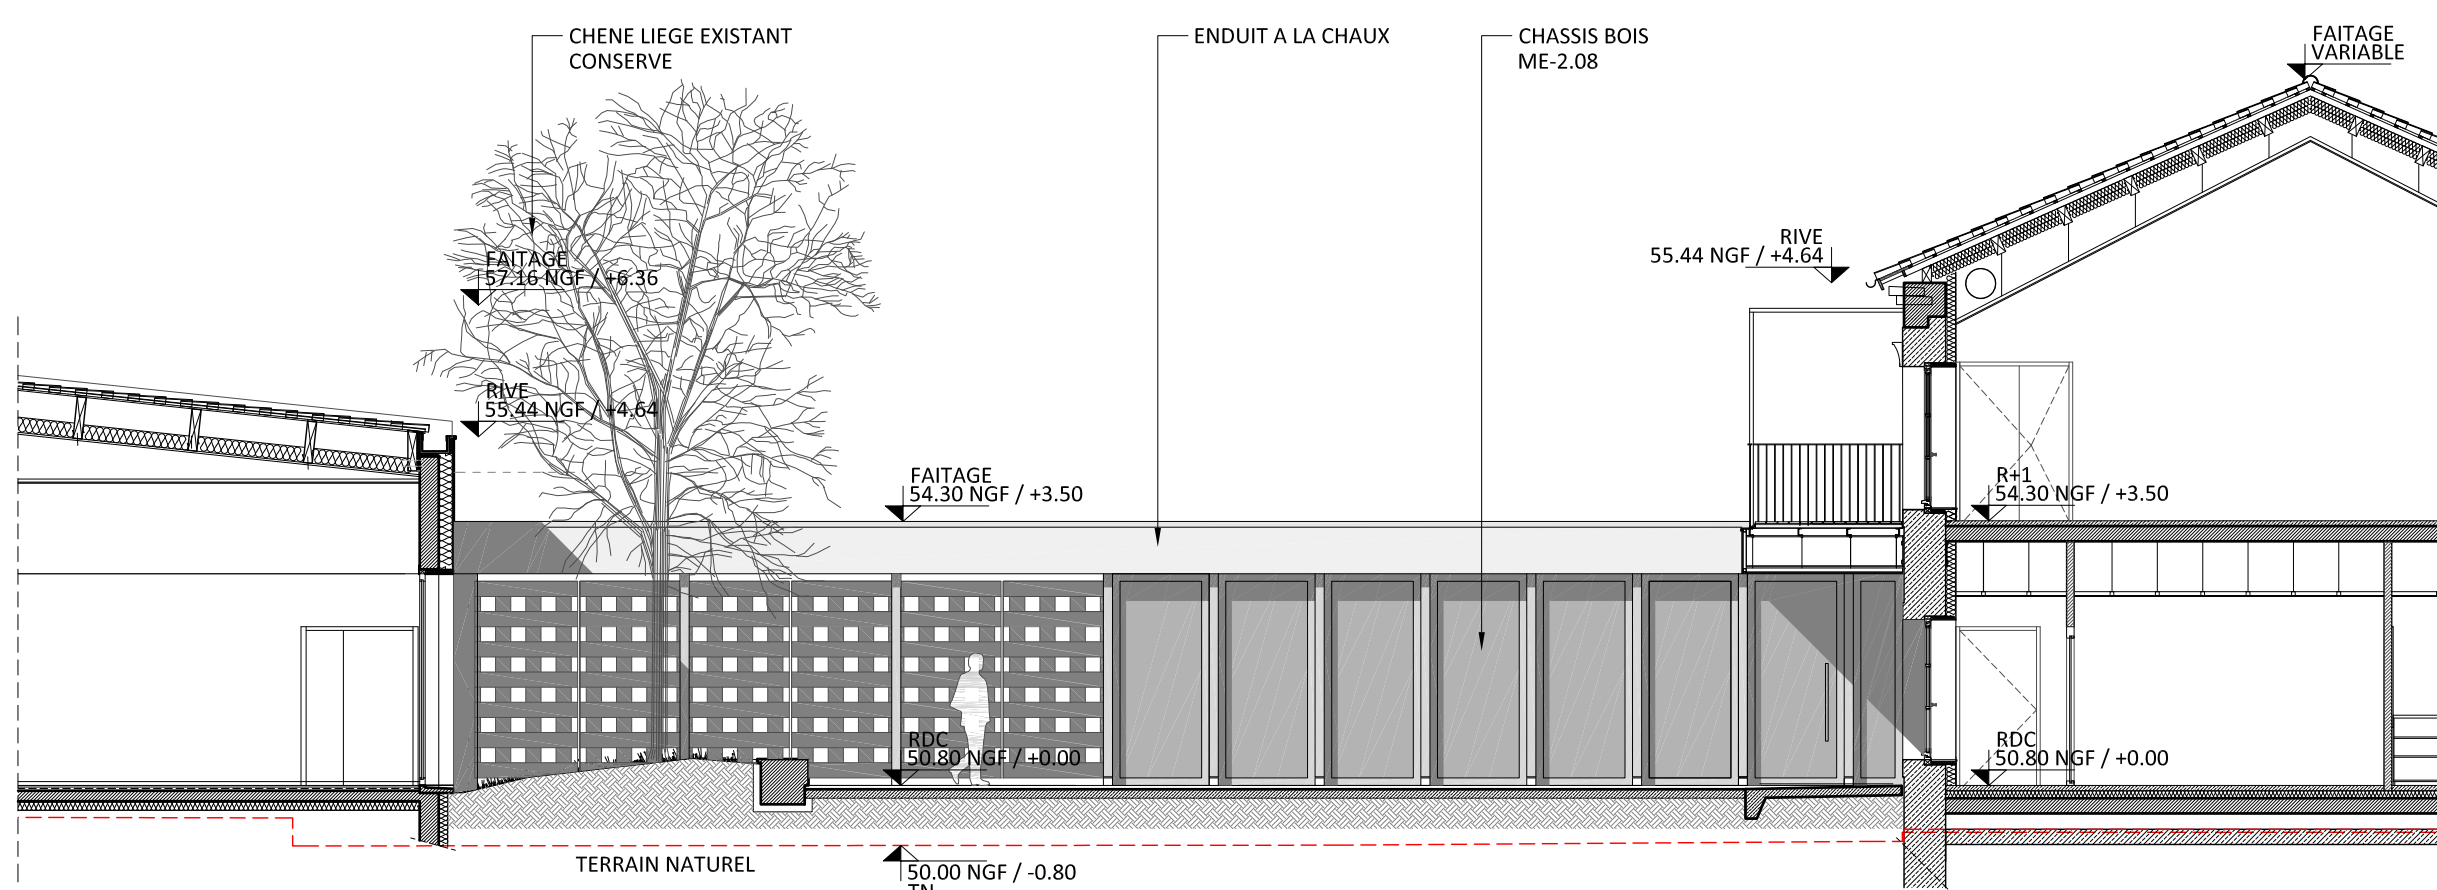 CHENE LIEGE EXISTANT
CONSERVE
ENDUIT A LA CHAUX
CHASSIS BOIS
ME-2.08
FAITAGE
VARIABLE
RIVE
55.44 NGF / +4.64
FAITAGE
57.16 NGF / +6.36
RIVE
55.44 NGF / +4.64
FAITAGE
54.30 NGF / +3.50
R+1
54.30 NGF / +3.50
RDC
50.80 NGF / +0.00
RDC
50.80 NGF / +0.00
TERRAIN NATUREL
50.00 NGF / -0.80
TN